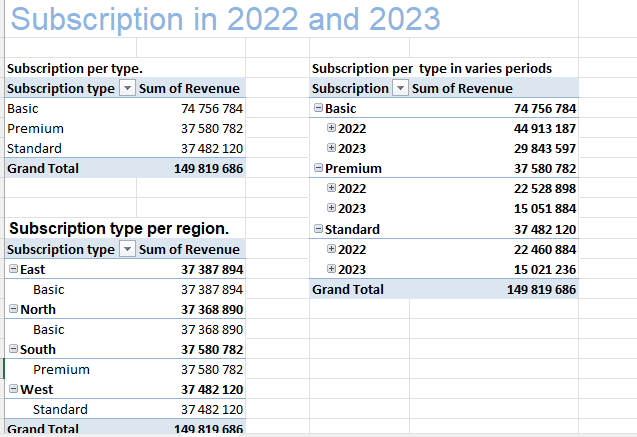 Subscription in 2022 and 2023
Subscription per type.
Subscription type Sum of Revenue
Basic 74 756 784
Premium 37 580 782
Standard 37 482 120
Grand Total 149 819 686
Subscription type per region.
Subscription type Sum of Revenue
East 37 387 894
Basic 37 387 894
North 37 368 890
Basic 37 368 890
South 37 580 782
Premium 37 580 782
West 37 482 120
Standard 37 482 120
Grand Total 149 819 686
Subscription per type in varies periods
Subscription Sum of Revenue
Basic 74 756 784
2022 44 913 187
2023 29 843 597
Premium 37 580 782
2022 22 528 898
2023 15 051 884
Standard 37 482 120
2022 22 460 884
2023 15 021 236
Grand Total 149 819 686